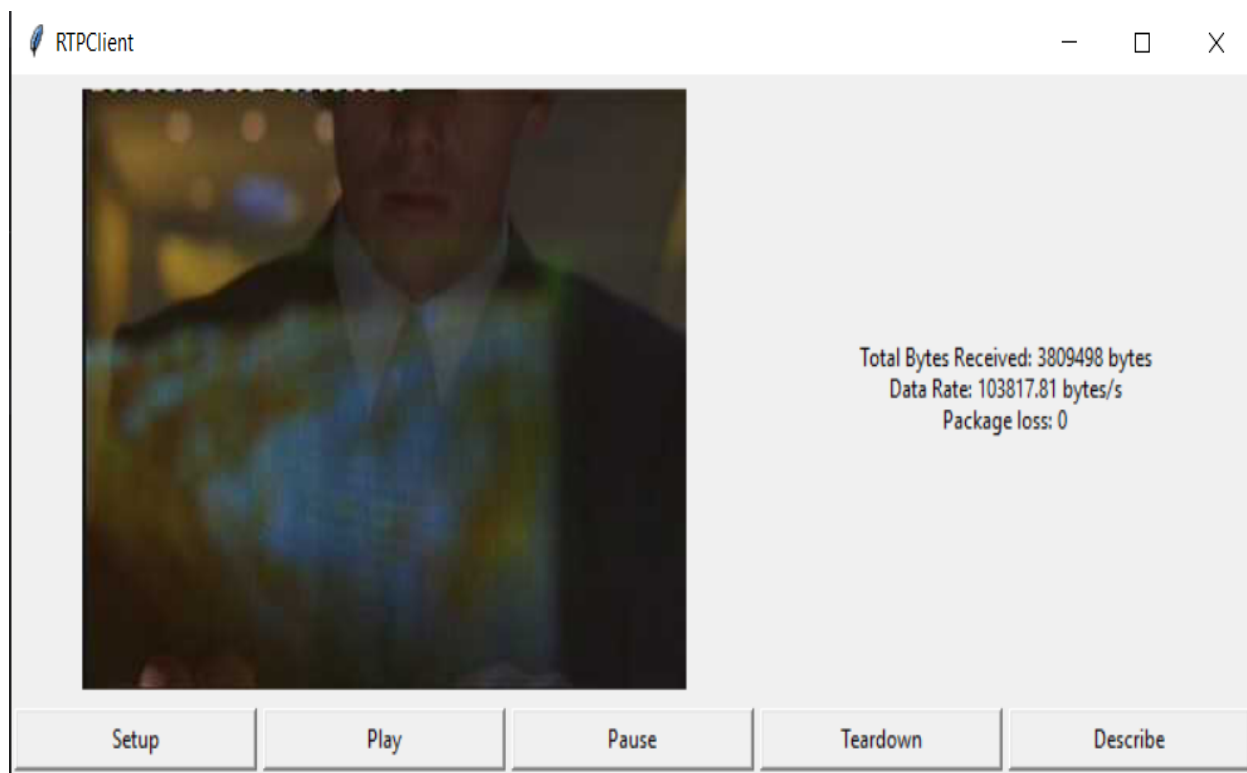 RTPClient
Total Bytes Received: 3809498 bytes
Data Rate: 103817.81 bytes/s
Package loss: 0
Setup
Play
Pause
Teardown
Describe